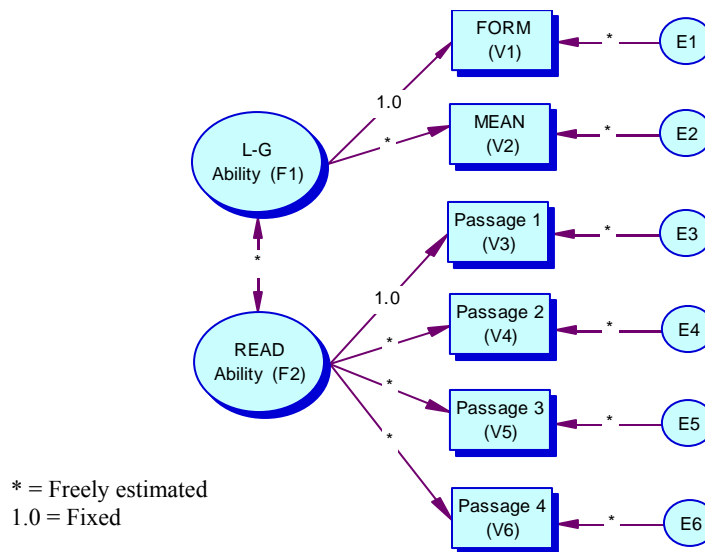 FORM
(V1)
* E1
1.0
MEAN
(V2)
* E2
L-G
Ability (F1)
*
Passage 1
(V3)
* E3
*
1.0
Passage 2
(V4)
* E4
*
READ
Ability (F2)
*
Passage 3
(V5)
* E5
*
Passage 4
(V6)
* E6
* = Freely estimated
1.0 = Fixed